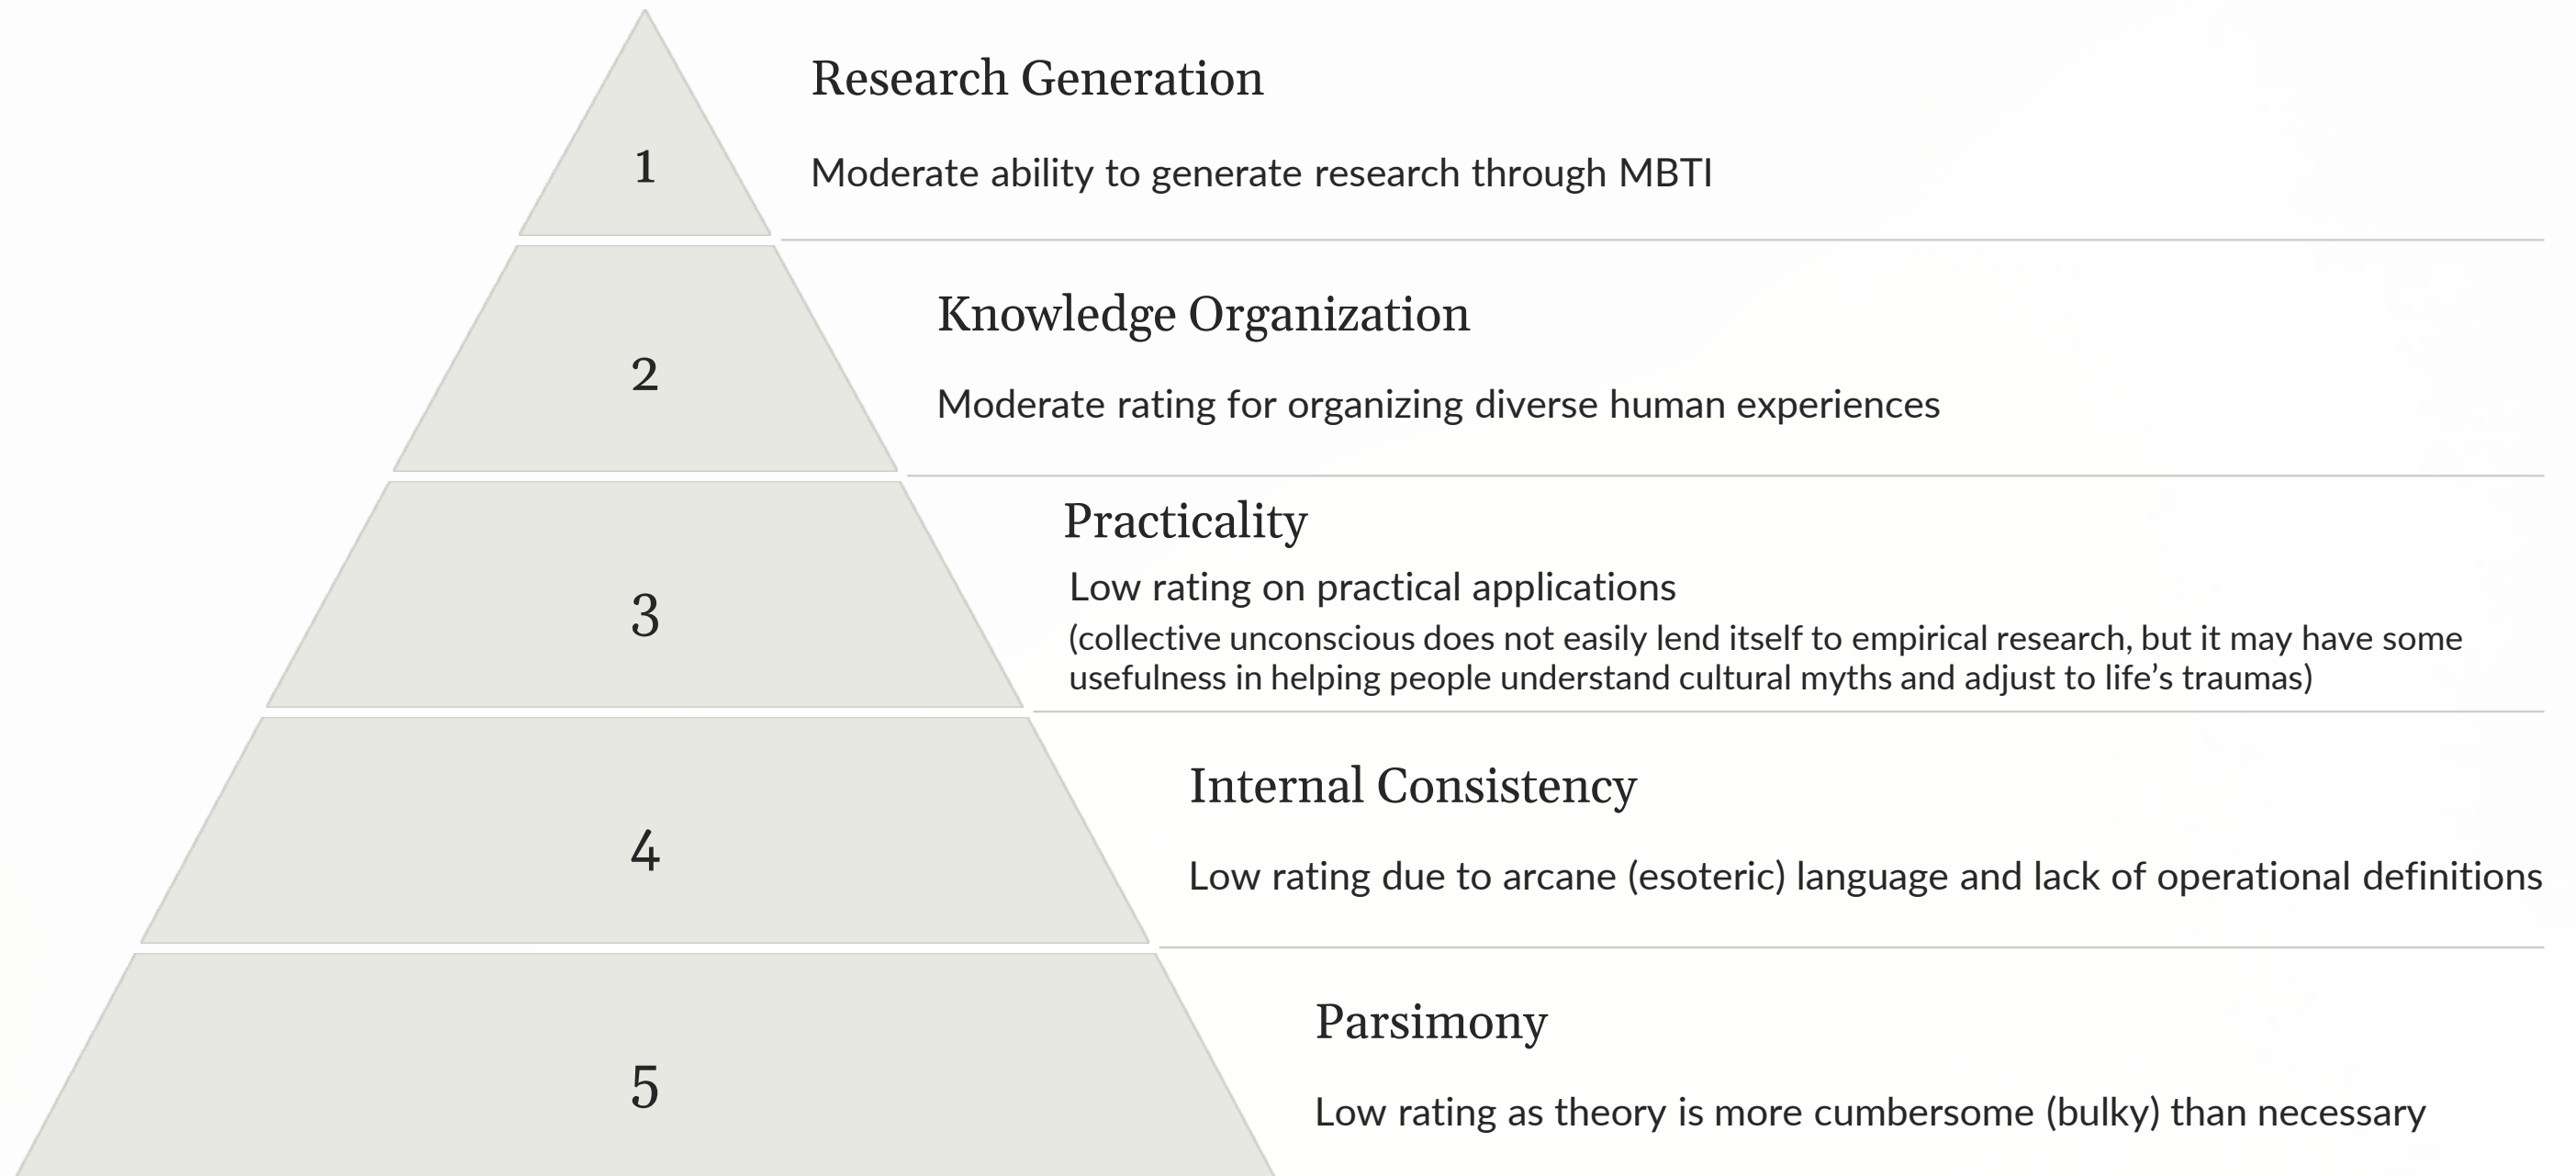 Research Generation
1
Moderate ability to generate research through MBTI
Knowledge Organization
2
Moderate rating for organizing diverse human experiences
Practicality
Low rating on practical applications
3
(collective unconscious does not easily lend itself to empirical research, but it may have some
usefulness in helping people understand cultural myths and adjust to life’s traumas)
Internal Consistency
4
Low rating due to arcane (esoteric) language and lack of operational definitions
Parsimony
5
Low rating as theory is more cumbersome (bulky) than necessary